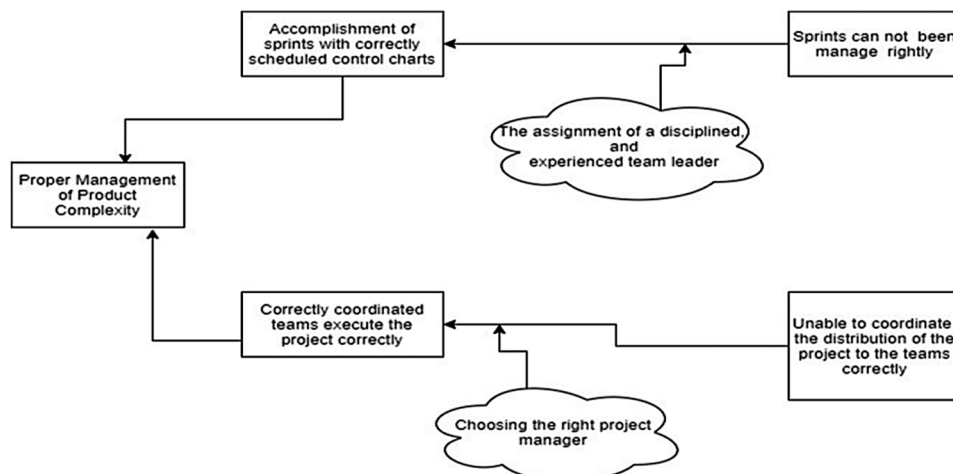 Accomplishment of
sprints with correctly
scheduled control charts
Sprints can not been
manage rightly
The assignment of a disciplined,
and
experienced team leader
Proper Management
of Product
Complexity
Correctly coordinated
teams execute the
project correctly
Unable to coordinate
the distribution of the
project to the teams
correctly
Choosing the right project
manager